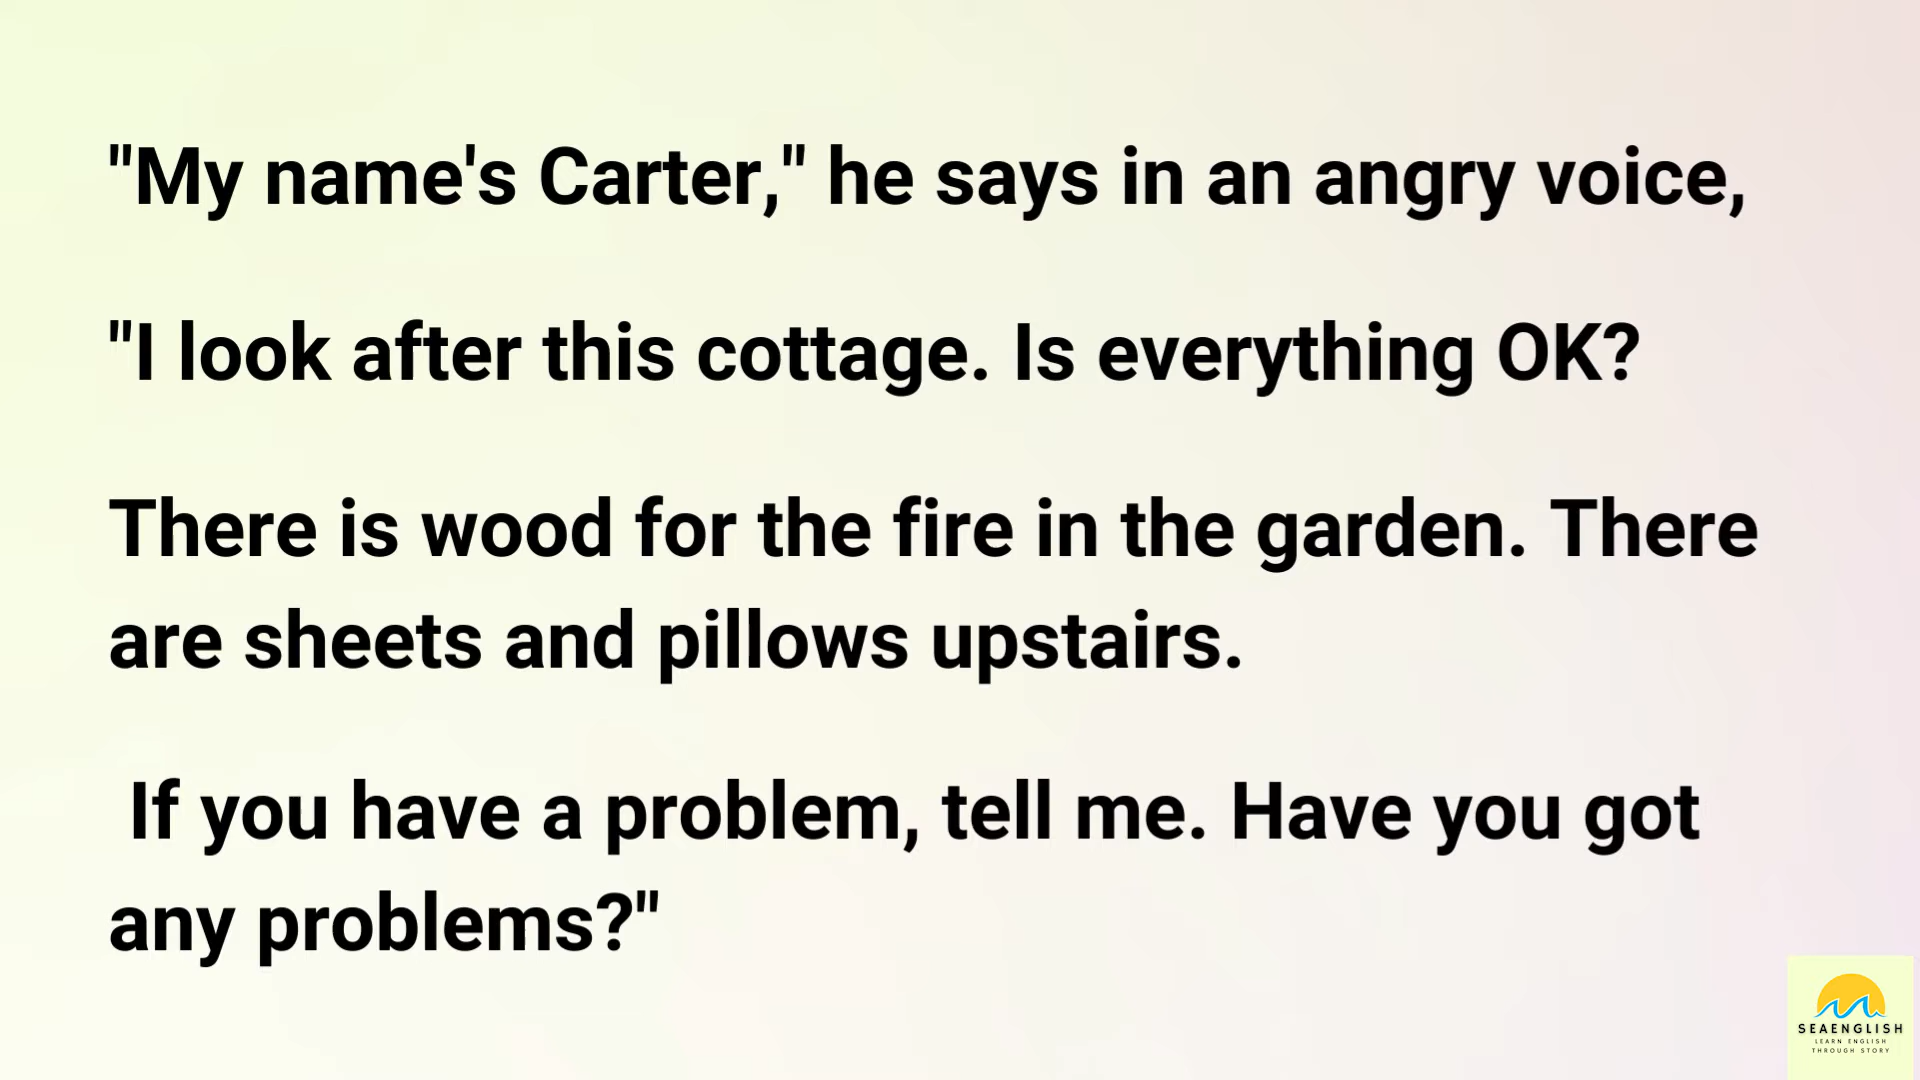 "My name's Carter," he says in an angry voice,
"I look after this cottage. Is everything OK?
There is wood for the fire in the garden. There
are sheets and pillows upstairs.
If you have a problem, tell me. Have you got
any problems?"
SEAENGLISH
LEARN ENGLISH
THROUGH STORY